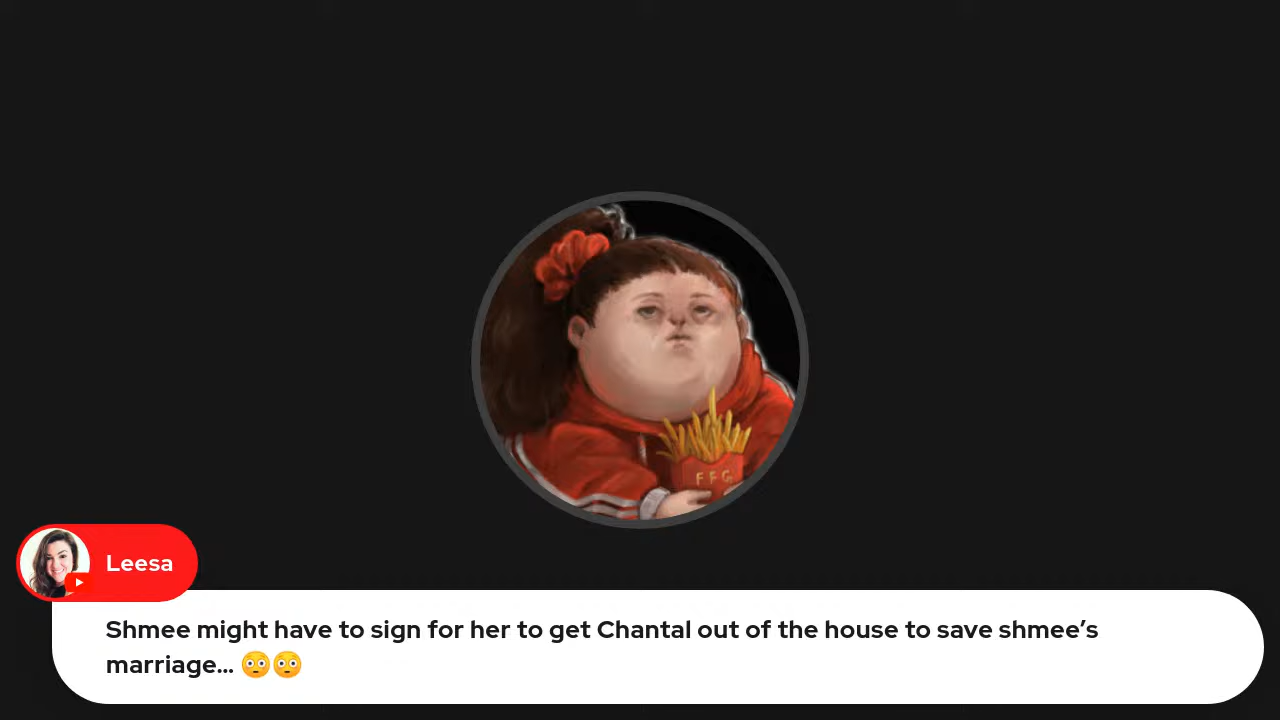 FFG
Leesa
Shmee might have to sign for her to get Chantal out of the house to save shmee’s
marriage... 😳😳